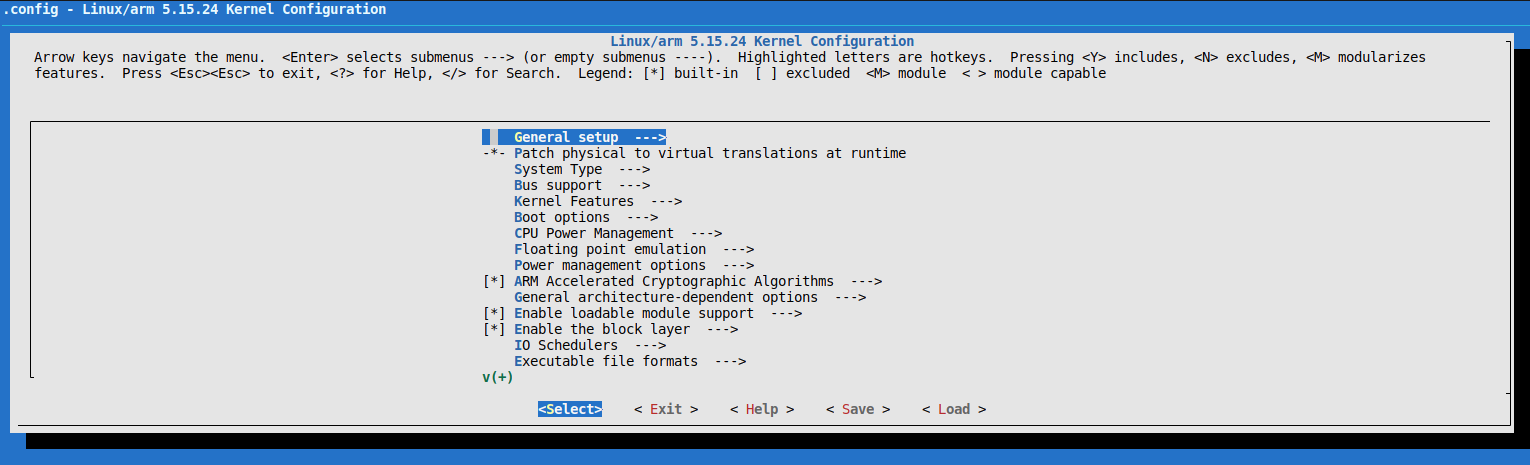 .config - Linux/arm 5.15.24 Kernel Configuration
Linux/arm 5.15.24 Kernel Configuration
Arrow keys navigate the menu.  <Enter> selects submenus ---> (or empty submenus ----).  Highlighted letters are hotkeys.  Pressing <Y> includes, <N> excludes, <M> modularizes
features.  Press <Esc><Esc> to exit, <?> for Help, </> for Search.  Legend: [*] built-in  [ ] excluded  <M> module  < > module capable
General setup  --->
-*- Patch physical to virtual translations at runtime
System Type  --->
Bus support  --->
Kernel Features  --->
Boot options  --->
CPU Power Management  --->
Floating point emulation  --->
Power management options  --->
[*] ARM Accelerated Cryptographic Algorithms  --->
General architecture-dependent options  --->
[*] Enable loadable module support  --->
[*] Enable the block layer  --->
IO Schedulers  --->
Executable file formats  --->
v(+)
<Select>    < Exit >    < Help >    < Save >    < Load >